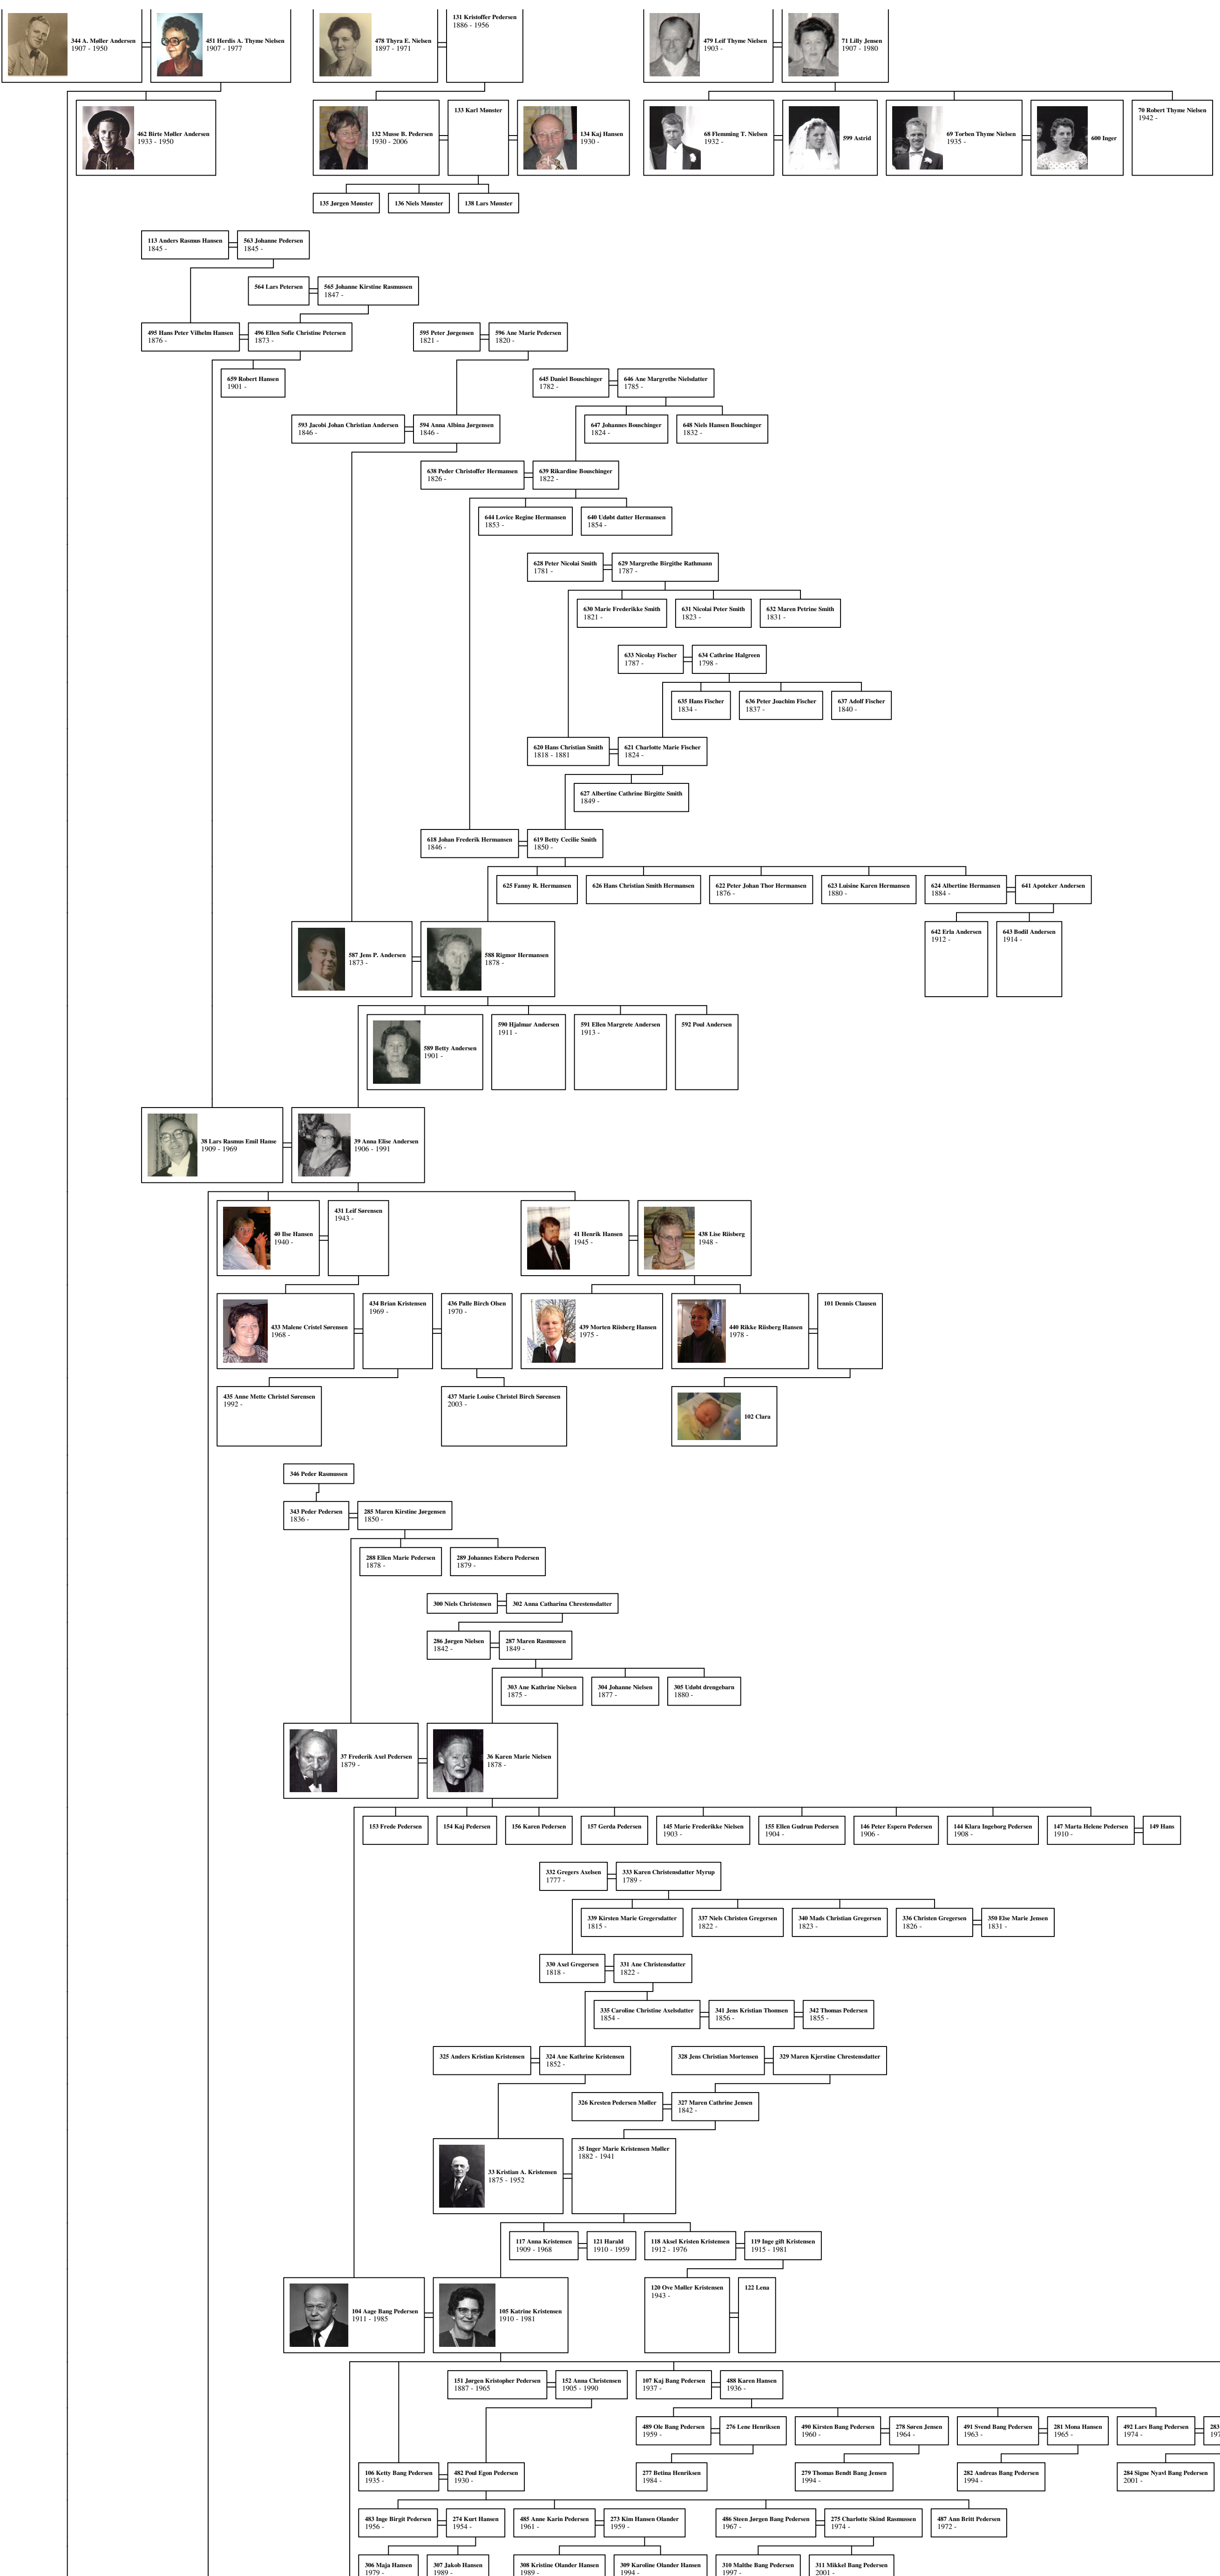 344 A. Møller Andersen
1907 - 1950
451 Herdis A. Thyme Nielsen
1907 - 1977
478 Thyra E. Nielsen
1897 - 1971
131 Kristoffer Pedersen
1886 - 1956
479 Leif Thyme Nielsen
1903 -
71 Lilly Jensen
1907 - 1980
462 Birte Møller Andersen
1933 - 1950
132 Musse B. Pedersen
1930 - 2006
133 Karl Mønster
134 Kaj Hansen
1930 -
68 Flemming T. Nielsen
1932 -
599 Astrid
69 Torben Thyme Nielsen
1935 -
600 Inger
70 Robert Thyme Nielsen
1942 -
135 Jørgen Mønster
136 Niels Mønster
138 Lars Mønster
113 Anders Rasmus Hansen
1845 -
563 Johanne Pedersen
1845 -
564 Lars Petersen
565 Johanne Kirstine Rasmussen
1847 -
495 Hans Peter Vilhelm Hansen
1876 -
496 Ellen Sofie Christine Petersen
1873 -
595 Peter Jørgensen
1821 -
596 Ane Marie Pedersen
1820 -
659 Robert Hansen
1901 -
645 Daniel Bouschinger
1782 -
646 Ane Margrethe Nielsdatter
1785 -
593 Jacobi Johan Christian Andersen
1846 -
594 Anna Albina Jørgensen
1846 -
647 Johannes Bouschinger
1824 -
648 Niels Hansen Bouchinger
1832 -
638 Peder Christoffer Hermansen
1826 -
639 Rikardine Bouschinger
1822 -
644 Lovice Regine Hermansen
1853 -
640 Udøbt datter Hermansen
1854 -
628 Peter Nicolai Smith
1781 -
629 Margrethe Birgithe Rathmann
1787 -
630 Marie Frederikke Smith
1821 -
631 Nicolai Peter Smith
1823 -
632 Maren Petrine Smith
1831 -
633 Nicolay Fischer
1787 -
634 Cathrine Halgreen
1798 -
635 Hans Fischer
1834 -
636 Peter Joachim Fischer
1837 -
637 Adolf Fischer
1840 -
620 Hans Christian Smith
1818 - 1881
621 Charlotte Marie Fischer
1824 -
627 Albertine Cathrine Birgitte Smith
1849 -
618 Johan Frederik Hermansen
1846 -
619 Betty Cecilie Smith
1850 -
625 Fanny R. Hermansen
626 Hans Christian Smith Hermansen
622 Peter Johan Thor Hermansen
1876 -
623 Luisine Karen Hermansen
1880 -
624 Albertine Hermansen
1884 -
641 Apoteker Andersen
587 Jens P. Andersen
1873 -
588 Rigmor Hermansen
1878 -
642 Erla Andersen
1912 -
643 Bodil Andersen
1914 -
589 Betty Andersen
1901 -
590 Hjalmar Andersen
1911 -
591 Ellen Margrete Andersen
1913 -
592 Poul Andersen
38 Lars Rasmus Emil Hanse
1909 - 1969
39 Anna Elise Andersen
1906 - 1991
40 Ilse Hansen
1940 -
431 Leif Sørensen
1943 -
41 Henrik Hansen
1945 -
438 Lise Riisberg
1948 -
433 Malene Cristel Sørensen
1968 -
434 Brian Kristensen
1969 -
436 Palle Birch Olsen
1970 -
439 Morten Riisberg Hansen
1975 -
440 Rikke Riisberg Hansen
1978 -
101 Dennis Clausen
435 Anne Mette Christel Sørensen
1992 -
437 Marie Louise Christel Birch Sørensen
2003 -
102 Clara
346 Peder Rasmussen
343 Peder Pedersen
1836 -
285 Maren Kirstine Jørgensen
1850 -
288 Ellen Marie Pedersen
1878 -
289 Johannes Esbern Pedersen
1879 -
300 Niels Christensen
302 Anna Catharina Chrestensdatter
286 Jørgen Nielsen
1842 -
287 Maren Rasmussen
1849 -
303 Ane Kathrine Nielsen
1875 -
304 Johanne Nielsen
1877 -
305 Udøbt drengebarn
1880 -
37 Frederik Axel Pedersen
1879 -
36 Karen Marie Nielsen
1878 -
153 Frede Pedersen
154 Kaj Pedersen
156 Karen Pedersen
157 Gerda Pedersen
145 Marie Frederikke Nielsen
1903 -
155 Ellen Gudrun Pedersen
1904 -
146 Peter Espern Pedersen
1906 -
144 Klara Ingeborg Pedersen
1908 -
147 Marta Helene Pedersen
1910 -
149 Hans
332 Gregers Axelsen
1777 -
333 Karen Christensdatter Myrup
1789 -
339 Kirsten Marie Gregersdatter
1815 -
337 Niels Christen Gregersen
1822 -
340 Mads Christian Gregersen
1823 -
336 Christen Gregersen
1826 -
350 Else Marie Jensen
1831 -
330 Axel Gregersen
1818 -
331 Ane Christensdatter
1822 -
335 Caroline Christine Axelsdatter
1854 -
341 Jens Kristian Thomsen
1856 -
342 Thomas Pedersen
1855 -
325 Anders Kristian Kristensen
324 Ane Kathrine Kristensen
1852 -
328 Jens Christian Mortensen
329 Maren Kjerstine Chrestensdatter
326 Kresten Pedersen Møller
327 Maren Cathrine Jensen
1842 -
33 Kristian A. Kristensen
1875 - 1952
35 Inger Marie Kristensen Møller
1882 - 1941
117 Anna Kristensen
1909 - 1968
121 Harald
1910 - 1959
118 Aksel Kristen Kristensen
1912 - 1976
119 Inge gift Kristensen
1915 - 1981
104 Aage Bang Pedersen
1911 - 1985
105 Katrine Kristensen
1910 - 1981
120 Ove Møller Kristensen
1943 -
122 Lena
151 Jørgen Kristopher Pedersen
1887 - 1965
152 Anna Christensen
1905 - 1990
107 Kaj Bang Pedersen
1937 -
488 Karen Hansen
1936 -
489 Ole Bang Pedersen
1959 -
276 Lene Henriksen
490 Kirsten Bang Pedersen
1960 -
278 Søren Jensen
1964 -
491 Svend Bang Pedersen
1963 -
281 Mona Hansen
1965 -
492 Lars Bang Pedersen
1974 -
283
197
106 Ketty Bang Pedersen
1935 -
482 Poul Egon Pedersen
1930 -
277 Betina Henriksen
1984 -
279 Thomas Bendt Bang Jensen
1994 -
282 Andreas Bang Pedersen
1994 -
284 Signe Nyavl Bang Pedersen
2001 -
483 Inge Birgit Pedersen
1956 -
274 Kurt Hansen
1954 -
485 Anne Karin Pedersen
1961 -
273 Kim Hansen Olander
1959 -
486 Steen Jørgen Bang Pedersen
1967 -
275 Charlotte Skind Rasmussen
1974 -
487 Ann Britt Pedersen
1972 -
306 Maja Hansen
1979 -
307 Jakob Hansen
1989 -
308 Kristine Olander Hansen
1989 -
309 Karoline Olander Hansen
1994 -
310 Malthe Bang Pedersen
1997 -
311 Mikkel Bang Pedersen
2001 -